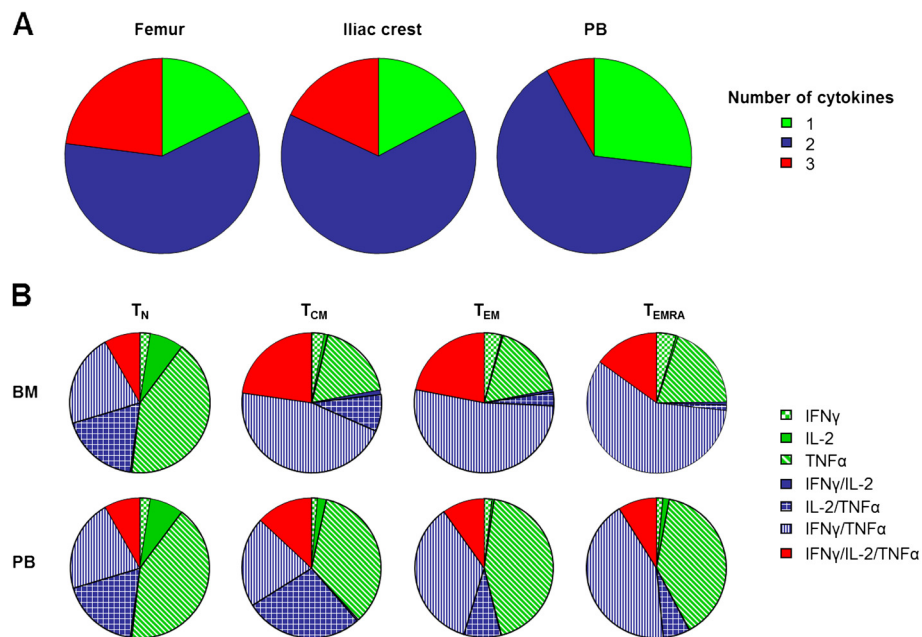 A
Femur
Iliac crest
PB
Number of cytokines
1
2
3
B
TN
TCM
TEM
TEMRA
BM
PB
IFNγ
IL-2
TNFα
IFNγ/IL-2
IL-2/TNFα
IFNγ/TNFα
IFNγ/IL-2/TNFα